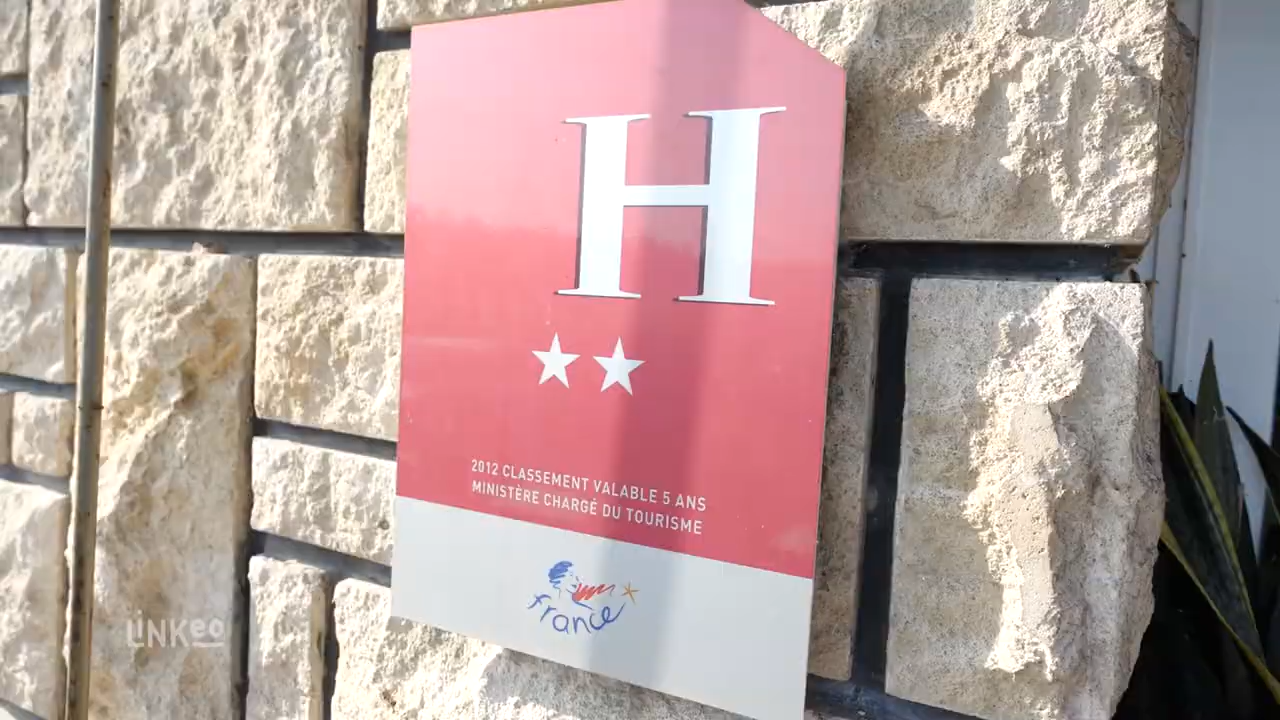 H
2012 CLASSEMENT VALABLE 5 ANS
MINISTÈRE CHARGÉ DU TOURISME
france
LINKeo